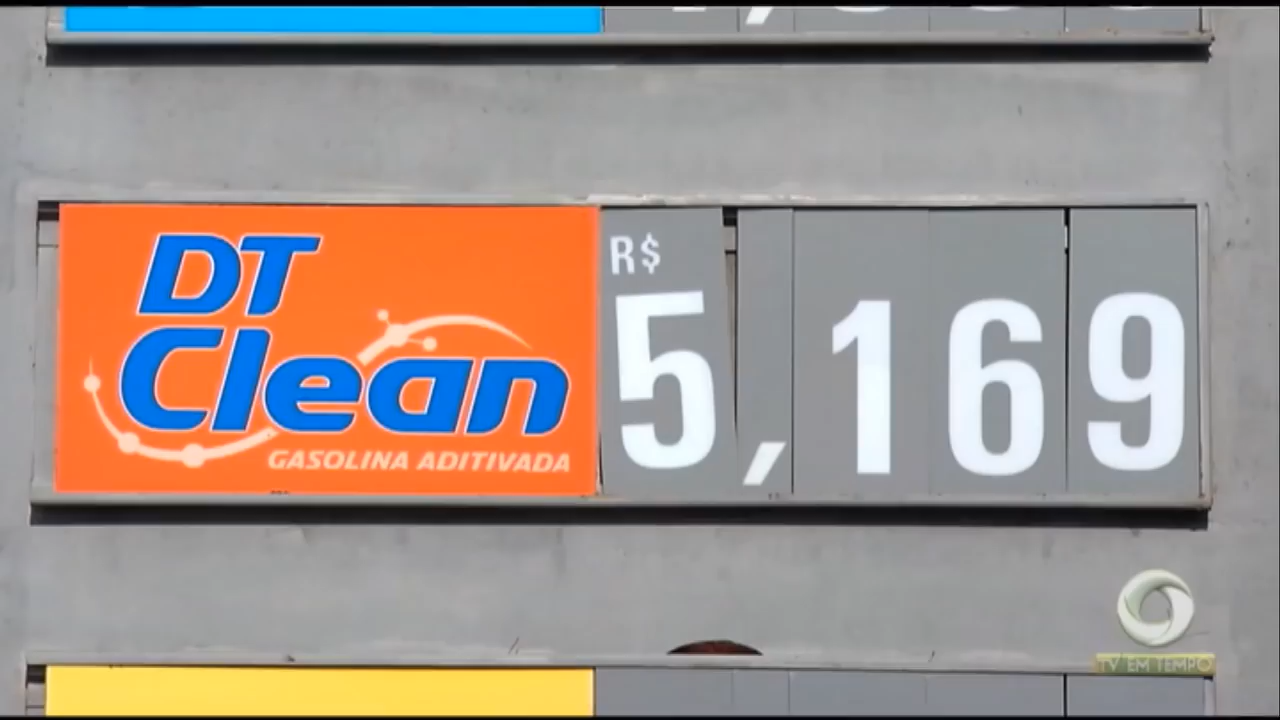 DT
Clean
GASOLINA ADITIVADA
R$
5,169
TV EM TEMPO